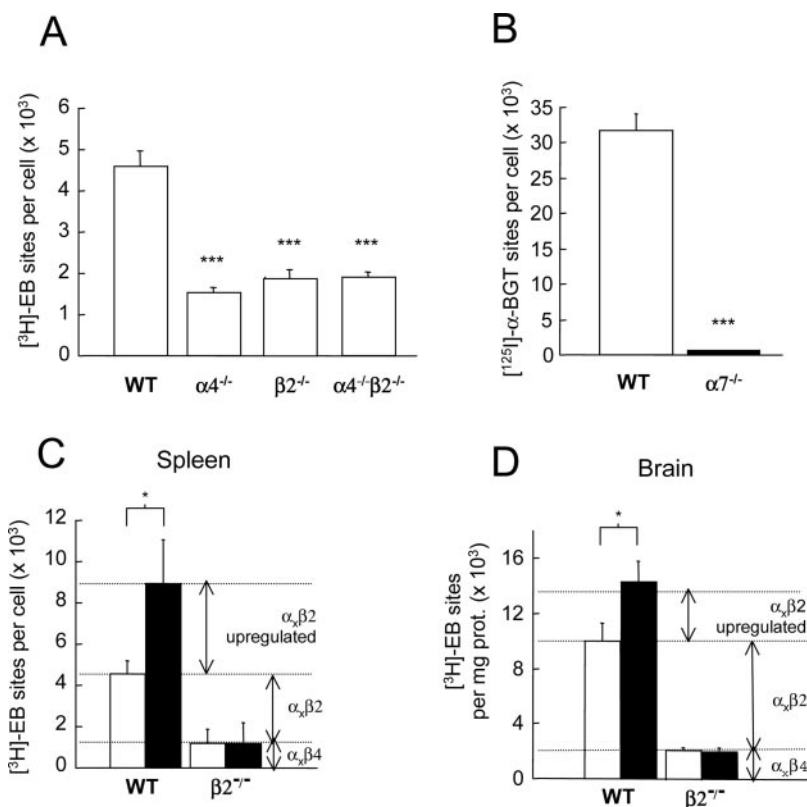 A
[³H]-EB sites per cell (x 10³)
6
5
4
3
2
1
0
***
***
***
WT
α4⁻/⁻
β2⁻/⁻
α4⁻/⁻β2⁻/⁻
B
[¹²⁵I]-α-BGT sites per cell (x 10³)
35
30
25
20
15
10
5
0
***
WT
α7⁻/⁻
C
Spleen
[³H]-EB sites per cell (x 10³)
12
10
8
6
4
2
0
*
αxβ2
upregulated
αxβ2
αxβ4
WT
β2⁻/⁻
D
Brain
[³H]-EB sites
per mg prot. (x 10³)
16
12
8
4
0
*
αxβ2
upregulated
αxβ2
αxβ4
WT
β2⁻/⁻